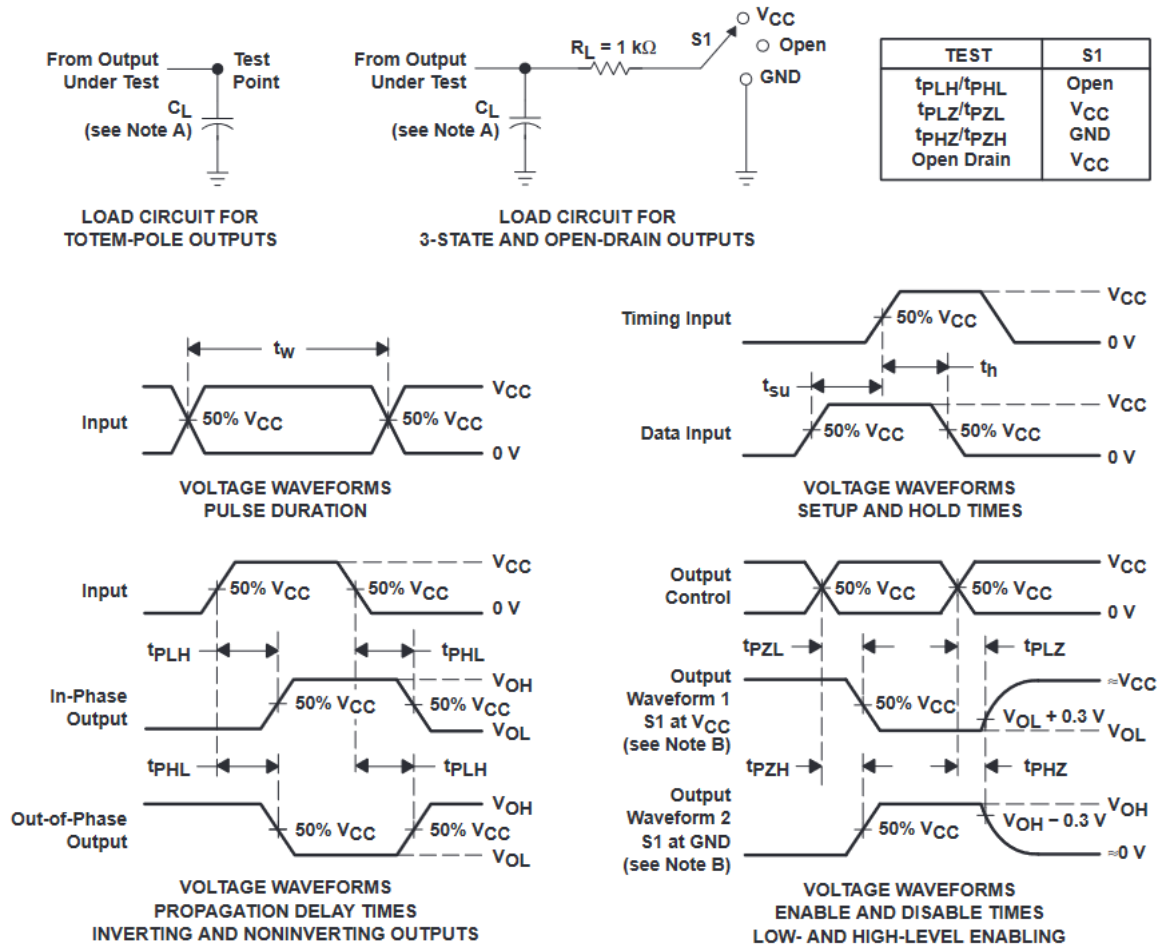 From Output
Under Test
Test
Point
CL
(see Note A)
LOAD CIRCUIT FOR
TOTEM-POLE OUTPUTS
From Output
Under Test
CL
(see Note A)
RL = 1 kΩ
S1
VCC
Open
GND
LOAD CIRCUIT FOR
3-STATE AND OPEN-DRAIN OUTPUTS
TEST S1
tPLH/tPHL Open
tPLZ/tPZL VCC
tPHZ/tPZH GND
Open Drain VCC
tw
Input
50% VCC
50% VCC
VCC
0 V
VOLTAGE WAVEFORMS
PULSE DURATION
Timing Input
50% VCC
VCC
0 V
tsu
th
Data Input
50% VCC
50% VCC
VCC
0 V
VOLTAGE WAVEFORMS
SETUP AND HOLD TIMES
Input
50% VCC
50% VCC
VCC
0 V
tPLH
tPHL
In-Phase
Output
50% VCC
50% VCC
VOH
VOL
tPHL
tPLH
Out-of-Phase
Output
50% VCC
50% VCC
VOH
VOL
VOLTAGE WAVEFORMS
PROPAGATION DELAY TIMES
INVERTING AND NONINVERTING OUTPUTS
Output
Control
50% VCC
50% VCC
VCC
0 V
tPZL
tPLZ
Output
Waveform 1
S1 at VCC
(see Note B)
50% VCC
≈VCC
VOL + 0.3 V
VOL
tPZH
tPHZ
Output
Waveform 2
S1 at GND
(see Note B)
50% VCC
VOH
VOH − 0.3 V
≈0 V
VOLTAGE WAVEFORMS
ENABLE AND DISABLE TIMES
LOW- AND HIGH-LEVEL ENABLING